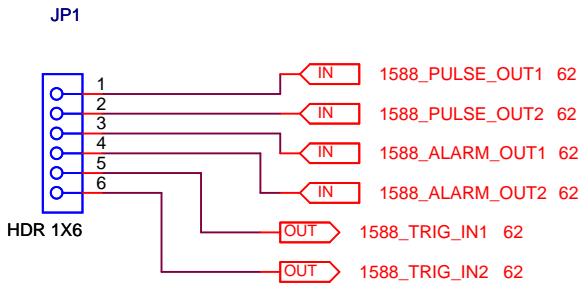 JP1
1 IN 1588_PULSE_OUT1 62
2 IN 1588_PULSE_OUT2 62
3 IN 1588_ALARM_OUT1 62
4 IN 1588_ALARM_OUT2 62
5 OUT 1588_TRIG_IN1 62
6 OUT 1588_TRIG_IN2 62
HDR 1X6